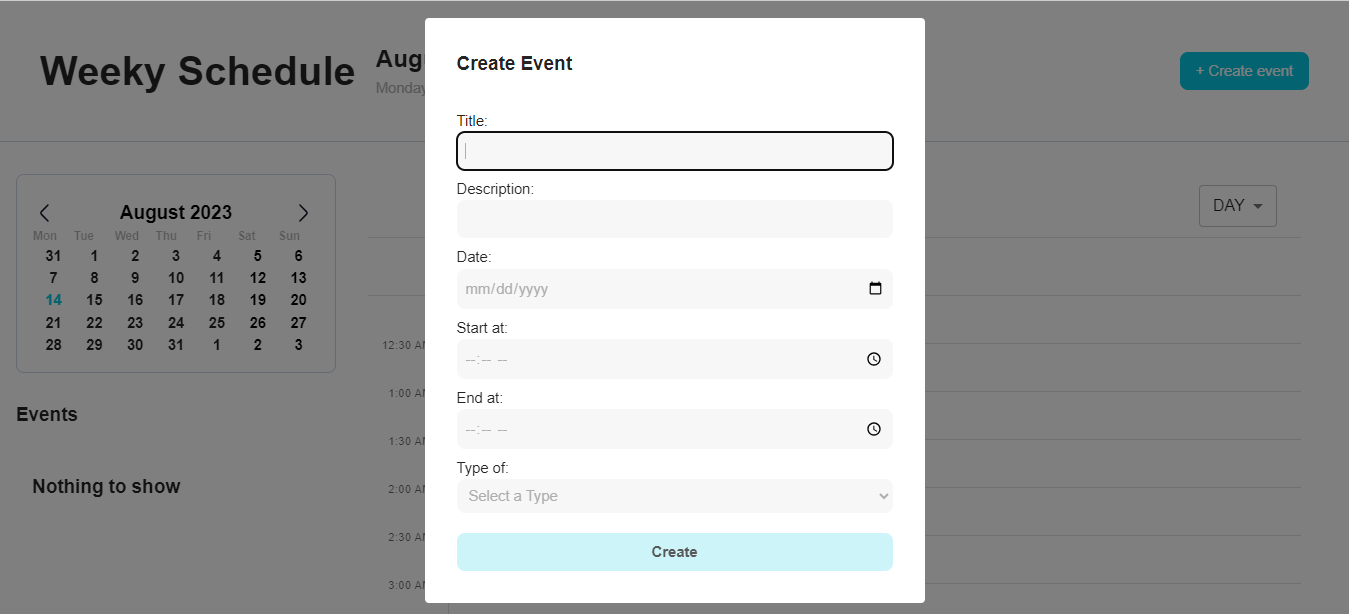 Weeky Schedule
Aug
Monday
+ Create event
Create Event
Title:
Description:
Date:
mm/dd/yyyy
Start at:
--:-- --
End at:
--:-- --
Type of:
Select a Type
Create
August 2023
Mon Tue Wed Thu Fri Sat Sun
31 1 2 3 4 5 6
7 8 9 10 11 12 13
14 15 16 17 18 19 20
21 22 23 24 25 26 27
28 29 30 31 1 2 3
Events
Nothing to show
DAY
12:30 AM
1:00 AM
1:30 AM
2:00 AM
2:30 AM
3:00 AM